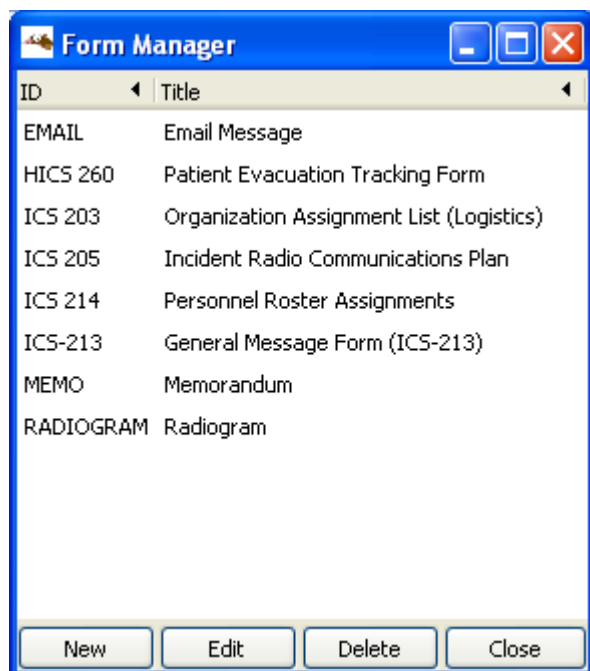 Form Manager
ID Title
EMAIL Email Message
HICS 260 Patient Evacuation Tracking Form
ICS 203 Organization Assignment List (Logistics)
ICS 205 Incident Radio Communications Plan
ICS 214 Personnel Roster Assignments
ICS-213 General Message Form (ICS-213)
MEMO Memorandum
RADIOGRAM Radiogram
New Edit Delete Close